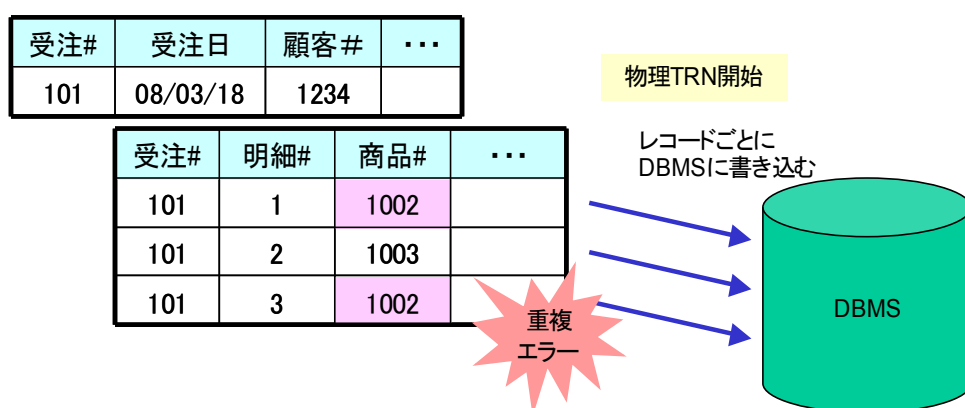 受注# 受注日 顧客＃ ･･･
101 08/03/18 1234
物理TRN開始
レコードごとに
DBMSに書き込む
受注# 明細# 商品# ･･･
101 1 1002
101 2 1003
101 3 1002
重複
エラー
DBMS